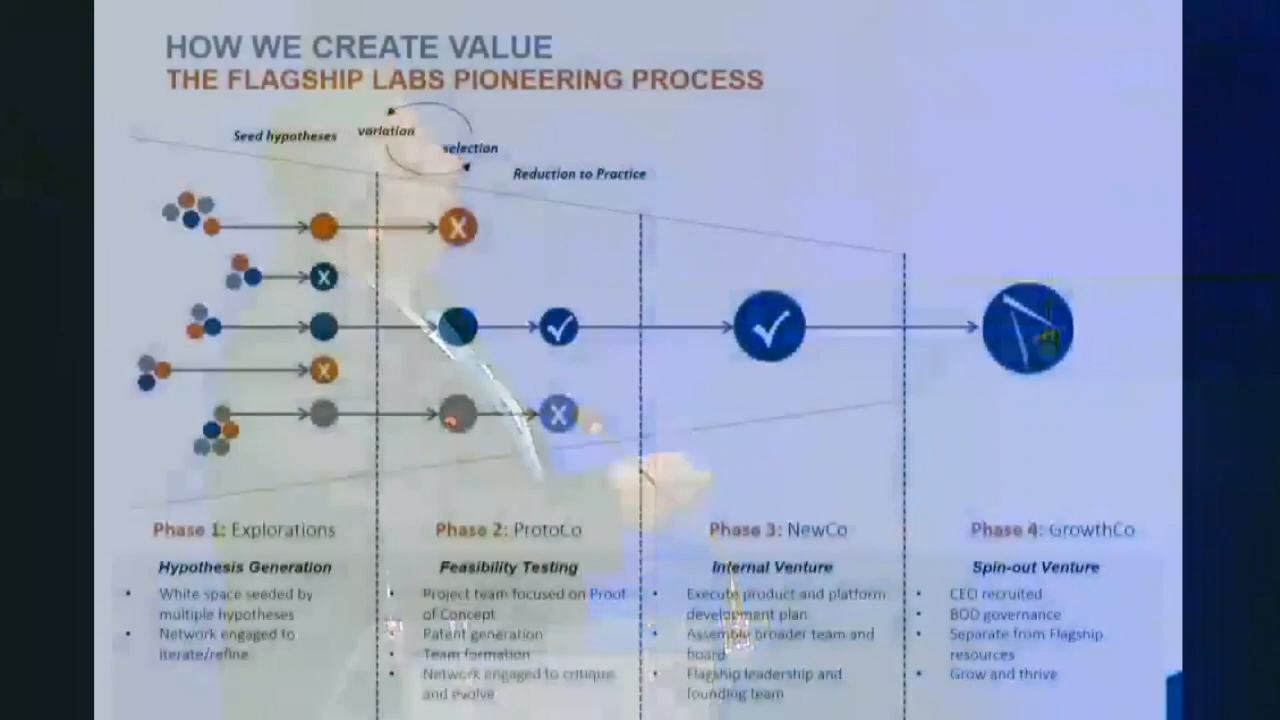 HOW WE CREATE VALUE
THE FLAGSHIP LABS PIONEERING PROCESS
Seed hypotheses
variation
selection
Reduction to Practice
X
X
X
X
Phase 1: Explorations
Hypothesis Generation
• White space seeded by
multiple hypotheses
• Network engaged to
iterate/refine
Phase 2: ProtoCo
Feasibility Testing
• Project team focused on Proof
of Concept
• Patent generation
• Team formation
• Network engaged to critique
and evolve
Phase 3: NewCo
Internal Venture
• Execute product and platform
development plan
• Assemble broader team and
board
• Flagship leadership and
founding team
Phase 4: GrowthCo
Spin-out Venture
• CEO recruited
• BOD governance
• Separate from Flagship
resources
• Grow and thrive